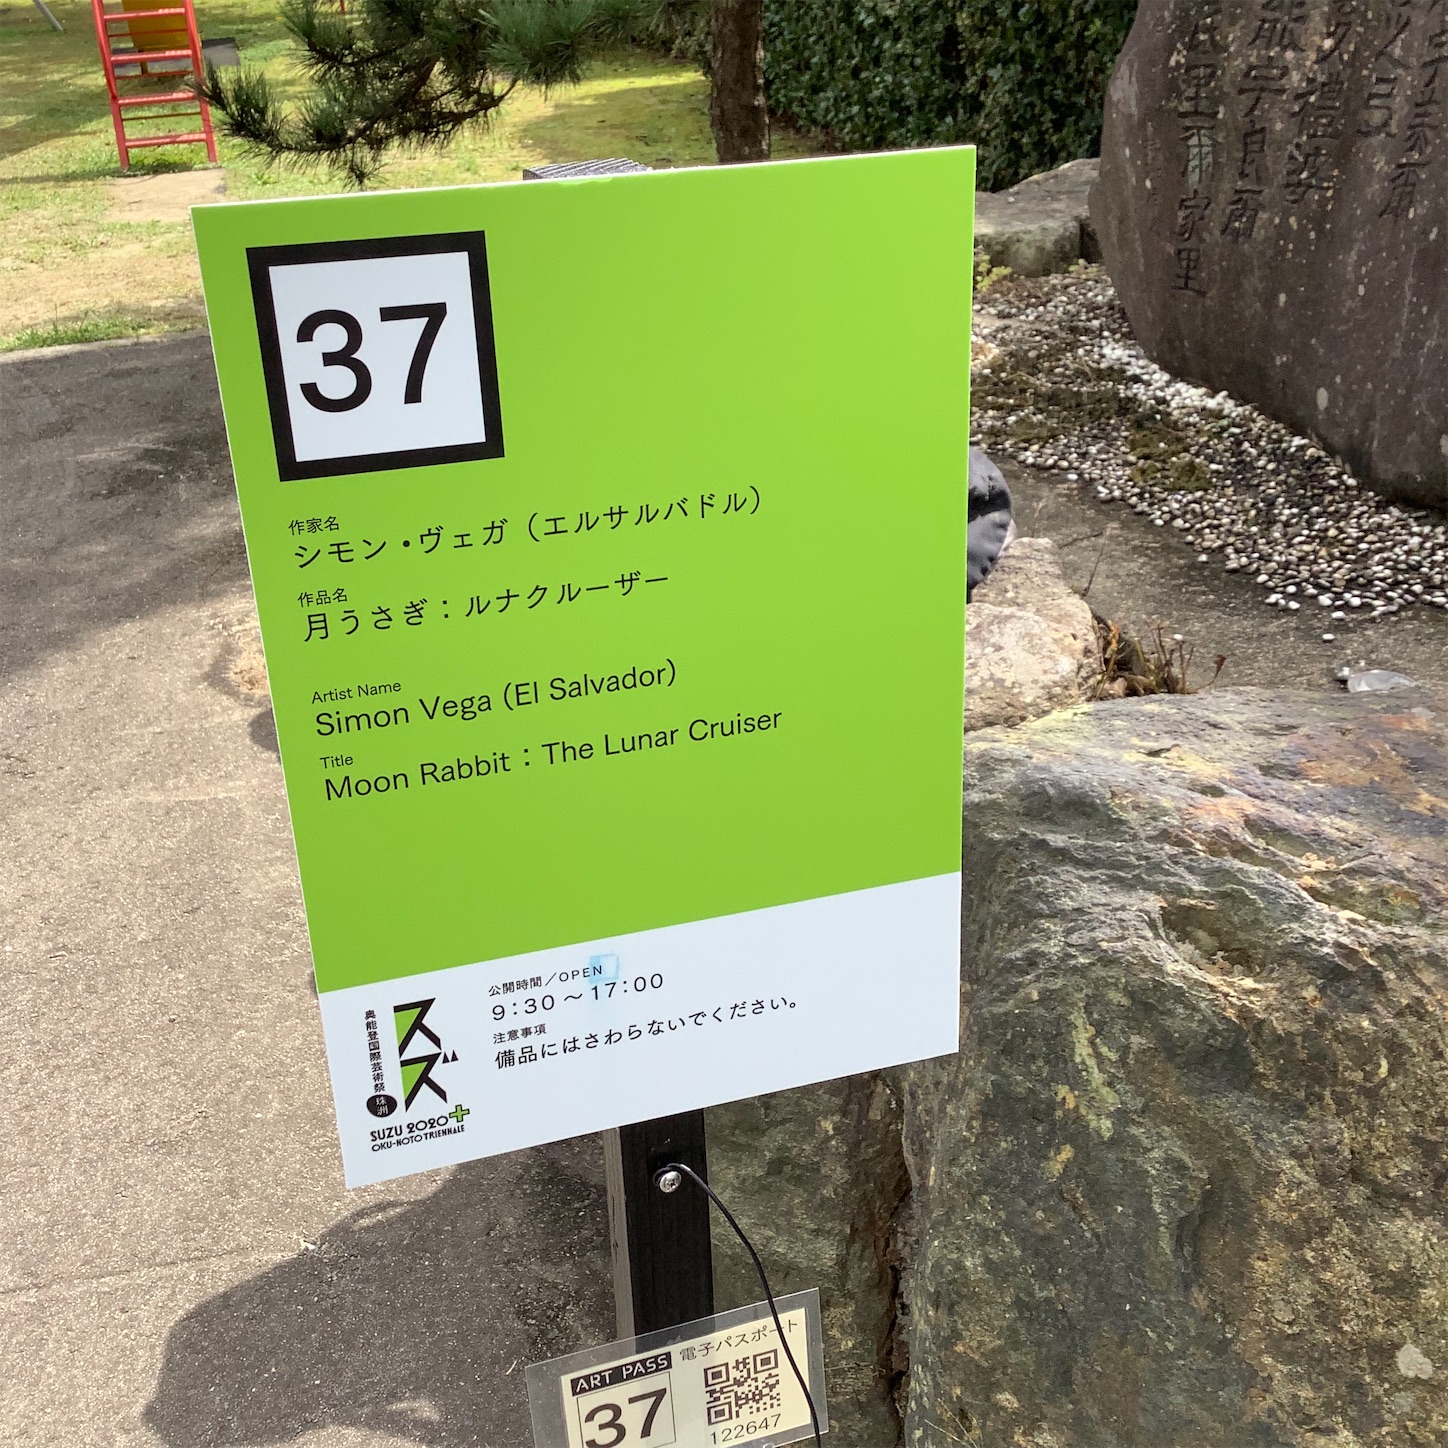 37
作家名
シモン・ヴェガ（エルサルバドル）
作品名
月うさぎ：ルナクルーザー
Artist Name
Simon Vega (El Salvador)
Title
Moon Rabbit：The Lunar Cruiser
公開時間／OPEN
9：30～17：00
注意事項
備品にはさわらないでください。
奥能登国際芸術祭
珠洲
スズ
SUZU 2020+
OKU-NOTO TRIENNALE
ART PASS
電子パスポート
37
122647